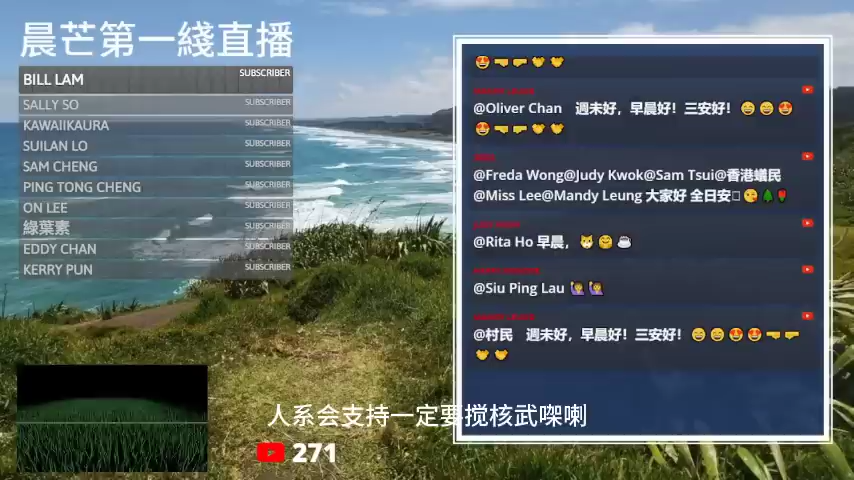 晨芒第一綫直播
BILL LAM SUBSCRIBER
SALLY SO SUBSCRIBER
KAWAIIKAURA SUBSCRIBER
SUILAN LO SUBSCRIBER
SAM CHENG SUBSCRIBER
PING TONG CHENG SUBSCRIBER
ON LEE SUBSCRIBER
綠葉素 SUBSCRIBER
EDDY CHAN SUBSCRIBER
KERRY PUN SUBSCRIBER
😍🤜🤛🤝🤝
@Oliver Chan 週末好，早晨好！三安好！😄😄😍
😍🤜🤛🤝🤝
@Freda Wong@Judy Kwok@Sam Tsui@香港蟻民
@Miss Lee@Mandy Leung 大家好 全日安 😘🌲🌹
@Rita Ho 早晨，🐱🤗☕
@Siu Ping Lau 🙋‍♀️🙋‍♀️
@村民 週末好，早晨好！三安好！😄😄😍😍🤜🤛
🤝🤝
人系会支持一定要搅核武㗎喇
271